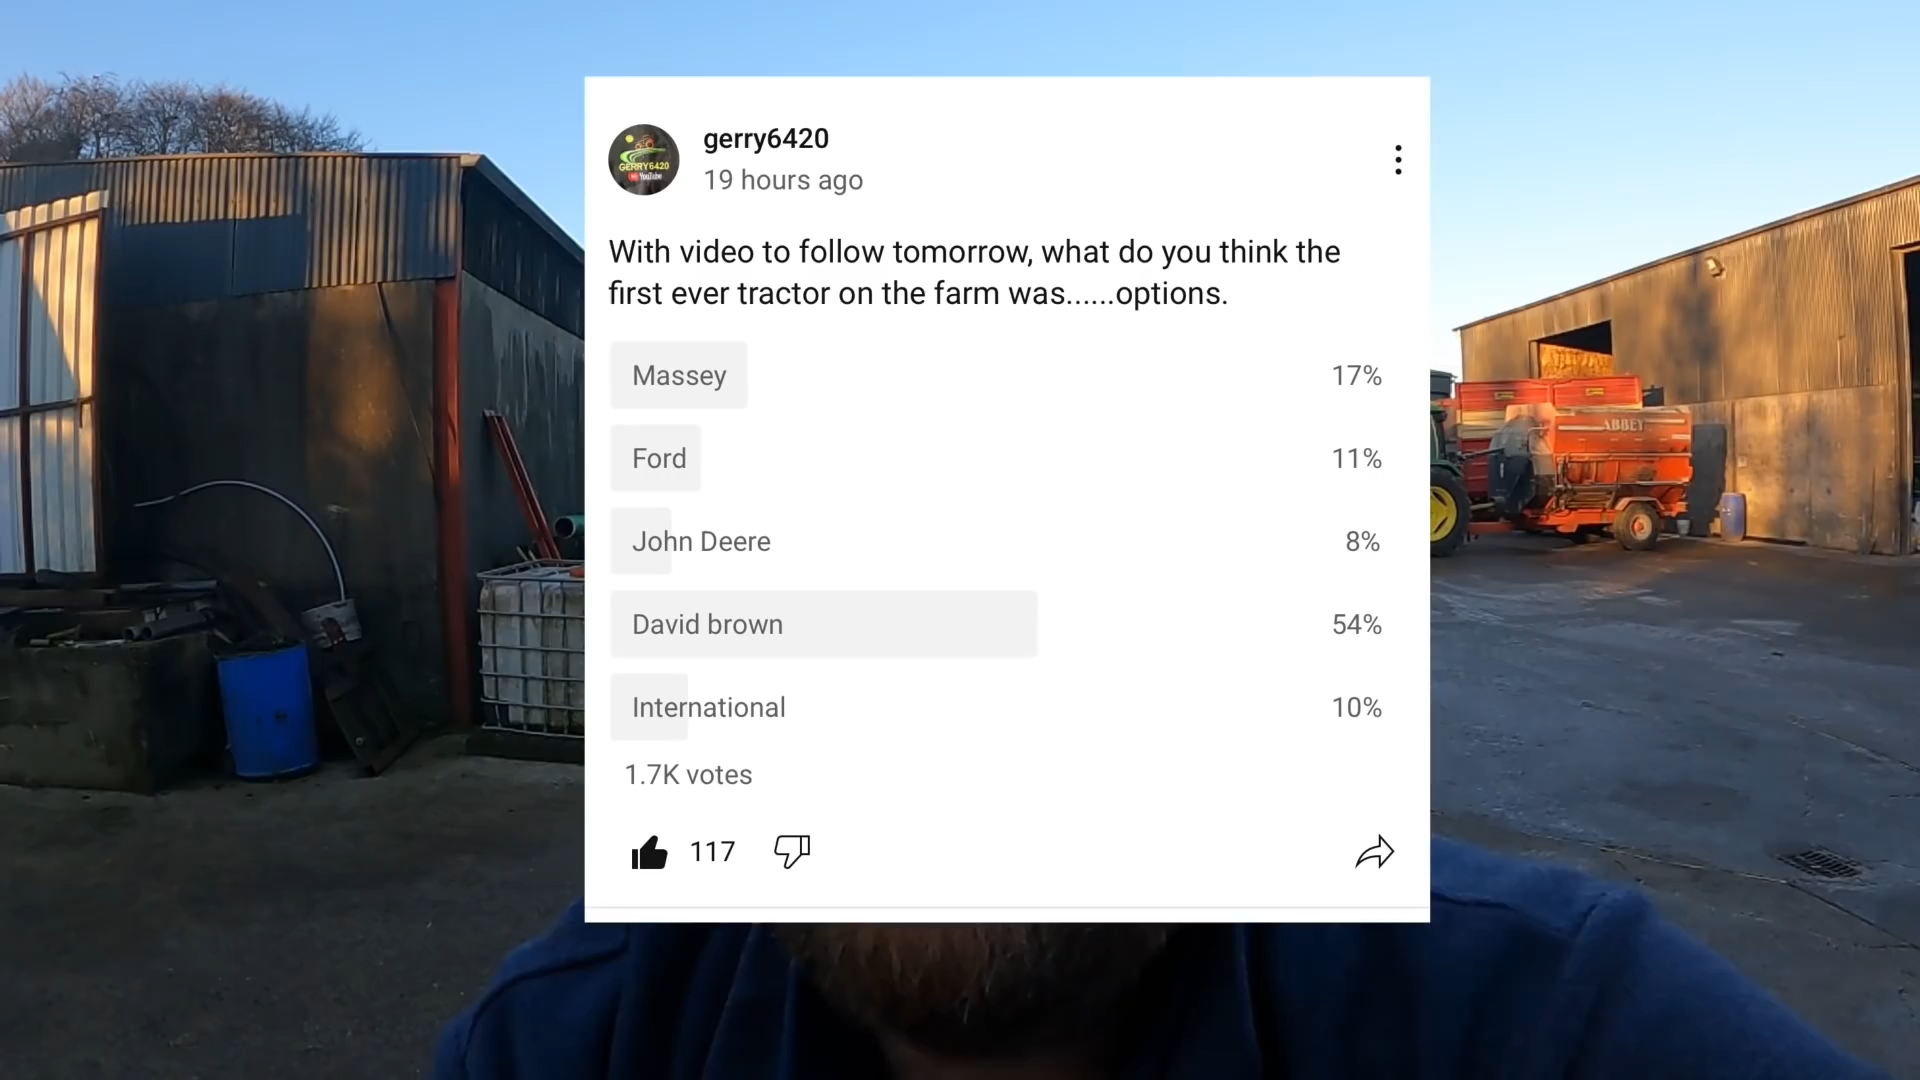 gerry6420
19 hours ago
GERRY6420
YouTube
With video to follow tomorrow, what do you think the
first ever tractor on the farm was......options.
Massey 17%
Ford 11%
John Deere 8%
David brown 54%
International 10%
1.7K votes
117
ABBEY